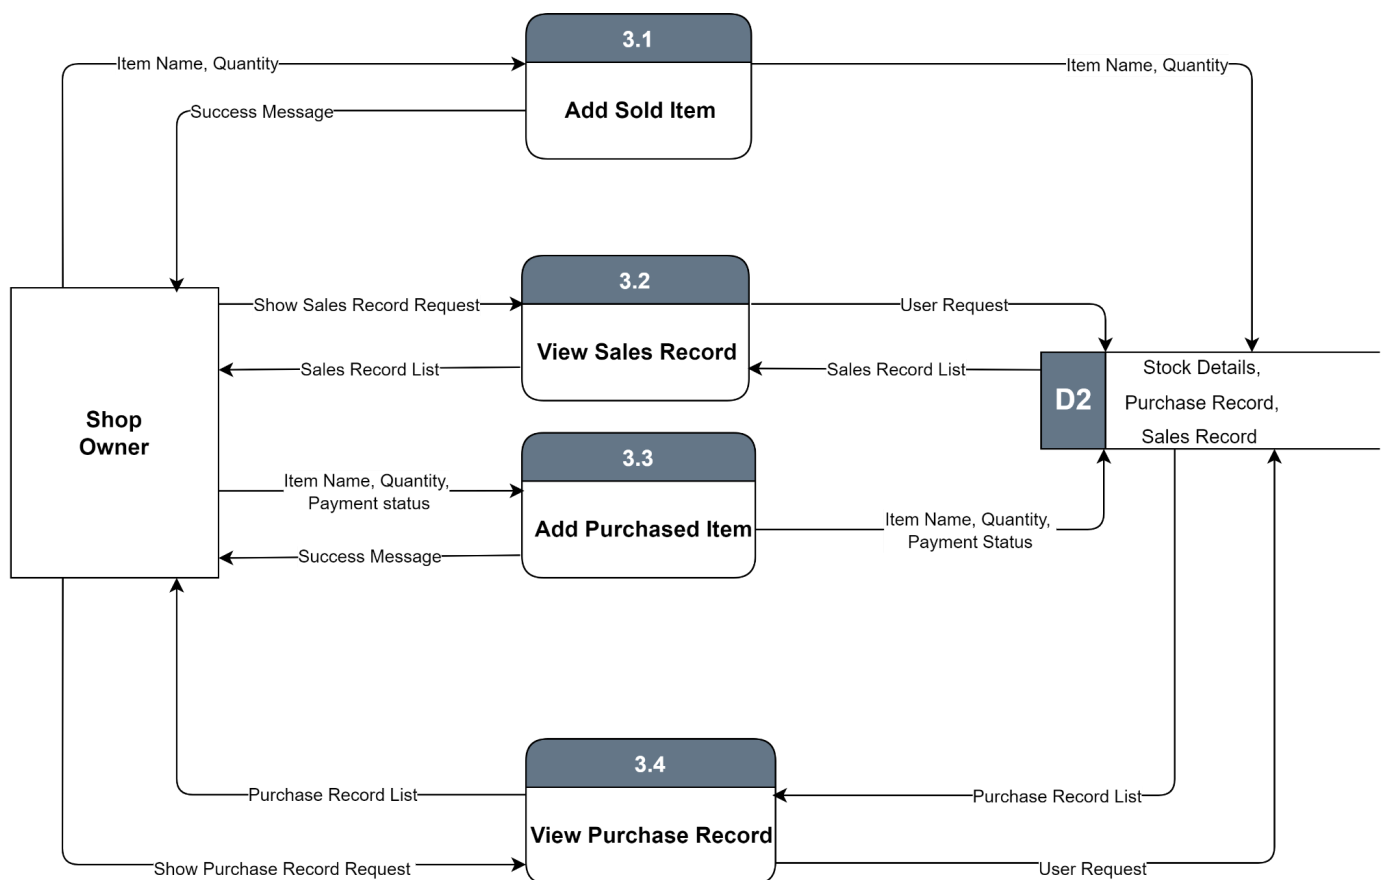 3.1
Item Name, Quantity
Item Name, Quantity
Success Message
Add Sold Item
3.2
Show Sales Record Request
User Request
View Sales Record
Sales Record List
Sales Record List
Stock Details,
D2
Purchase Record,
Sales Record
Shop
Owner
3.3
Item Name, Quantity,
Payment status
Add Purchased Item
Item Name, Quantity,
Payment Status
Success Message
3.4
Purchase Record List
Purchase Record List
View Purchase Record
Show Purchase Record Request
User Request